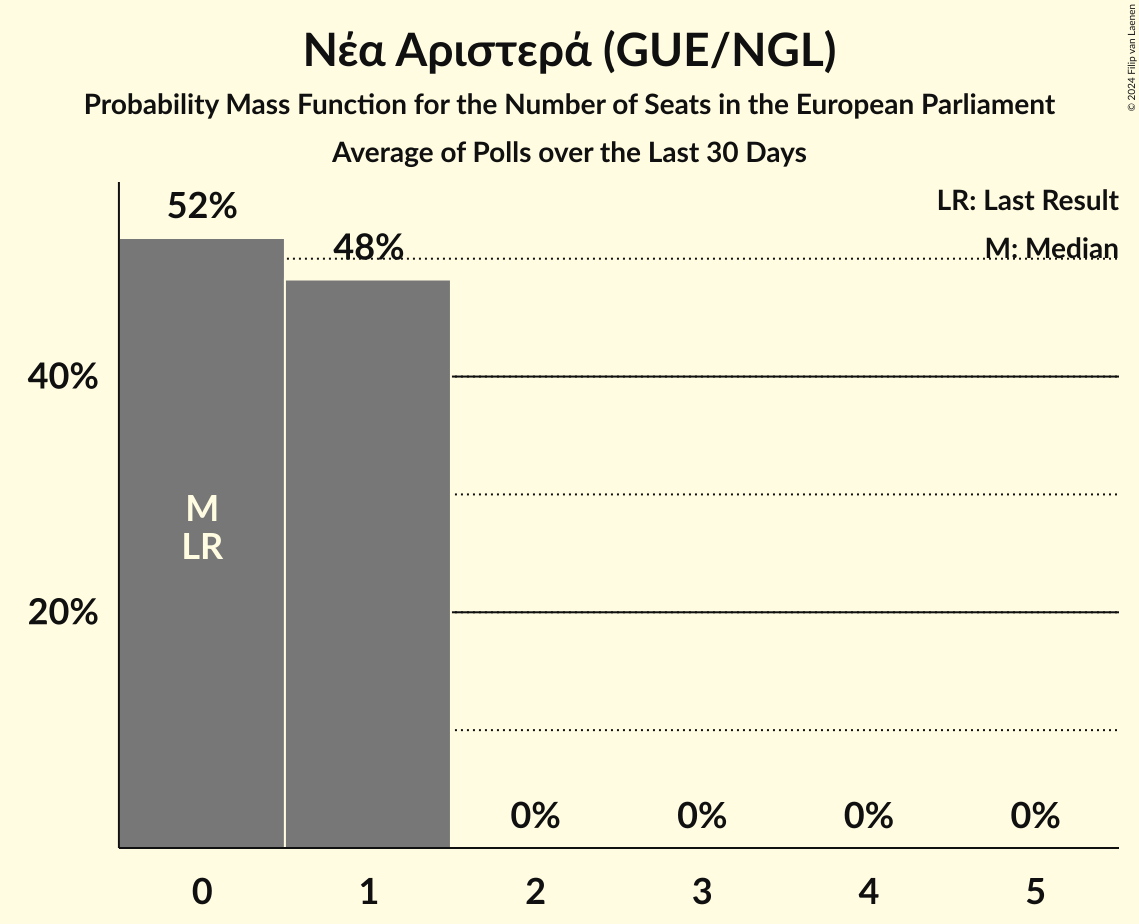 Νέα Αριστερά (GUE/NGL)
Probability Mass Function for the Number of Seats in the European Parliament
Average of Polls over the Last 30 Days
© 2024 Filip van Laenen
LR: Last Result
M: Median
52%
48%
40%
20%
M
LR
0%
0%
0%
0%
0
1
2
3
4
5